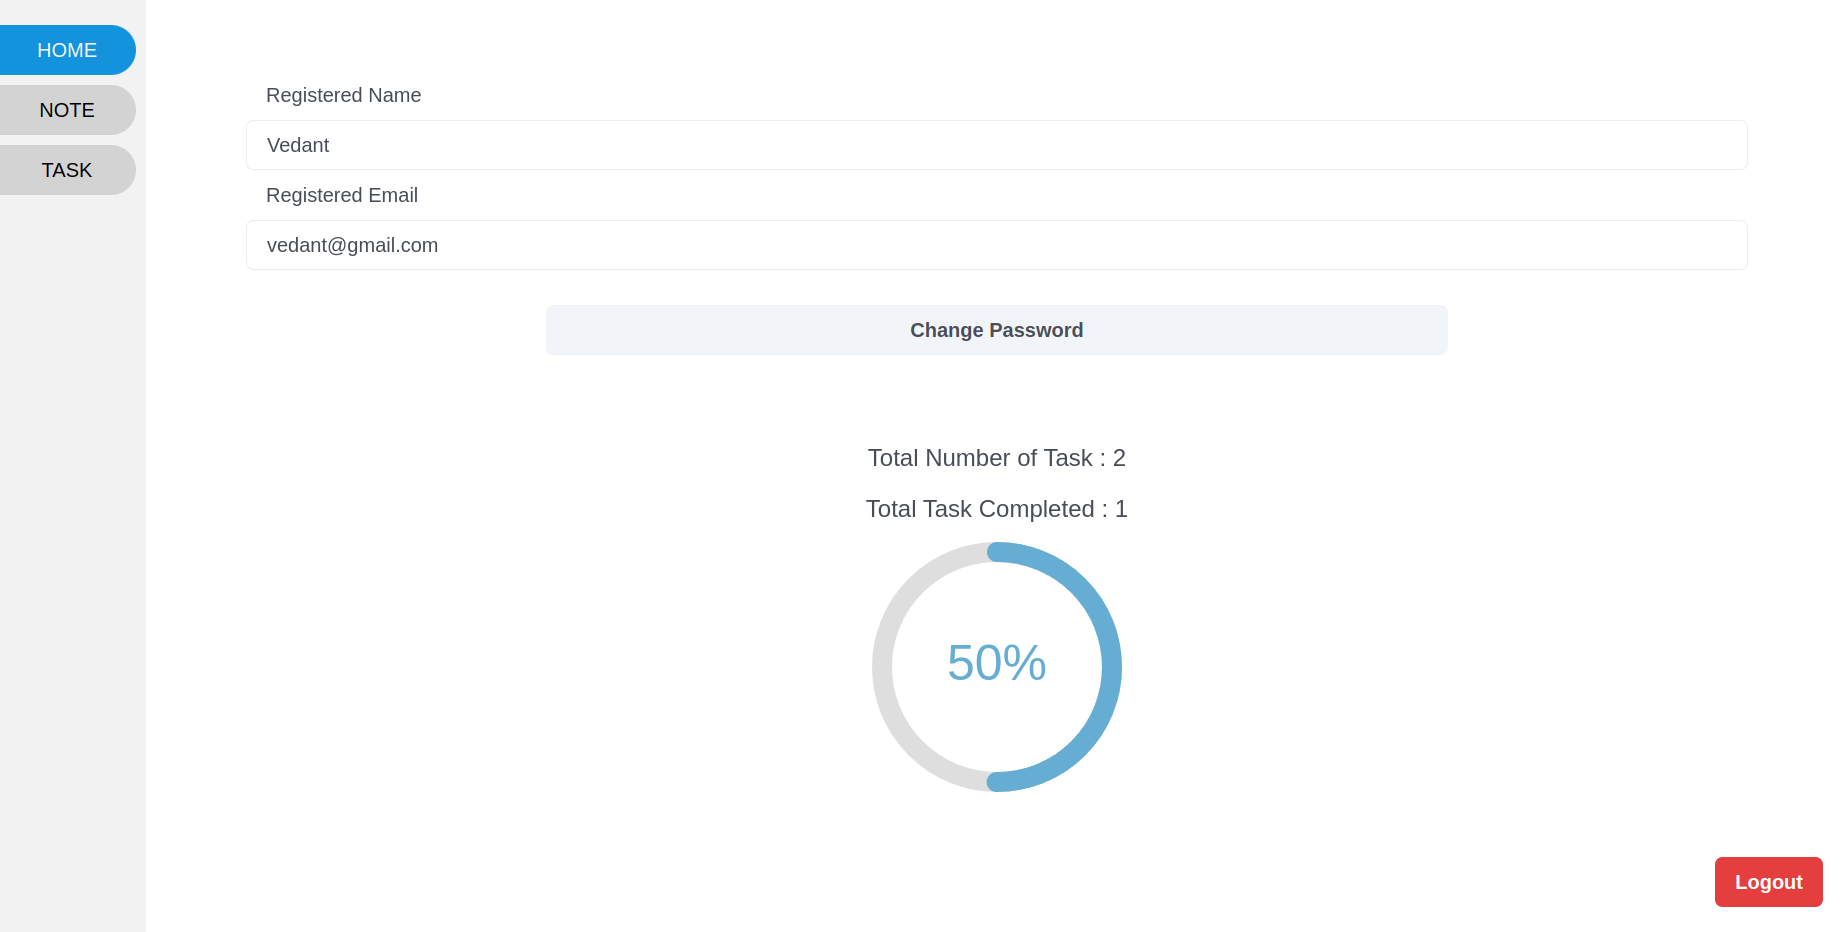 HOME
NOTE
TASK
Registered Name
Vedant
Registered Email
vedant@gmail.com
Change Password
Total Number of Task : 2
Total Task Completed : 1
50%
Logout